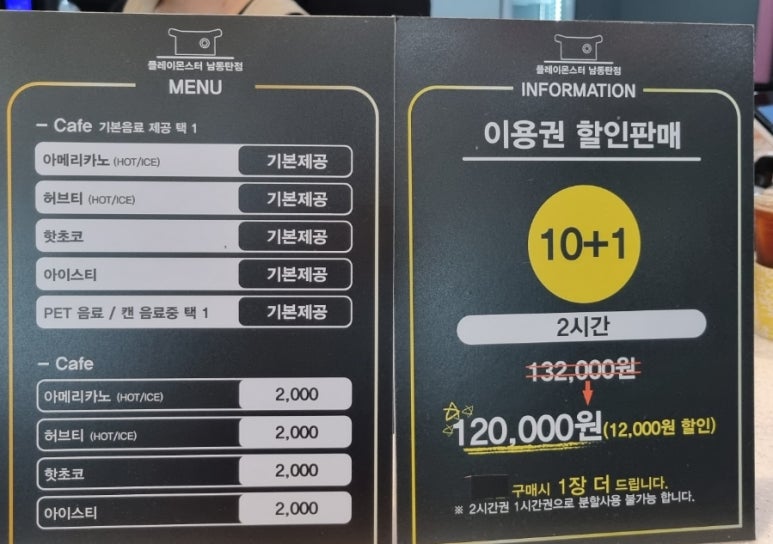 플레이몬스터 남동탄점
MENU
– Cafe 기본음료 제공 택 1
아메리카노 (HOT/ICE) 기본제공
허브티 (HOT/ICE) 기본제공
핫초코 기본제공
아이스티 기본제공
PET 음료 / 캔 음료중 택 1 기본제공
– Cafe
아메리카노 (HOT/ICE) 2,000
허브티 (HOT/ICE) 2,000
핫초코 2,000
아이스티 2,000
플레이몬스터 남동탄점
INFORMATION
이용권 할인판매
10+1
2시간
132,000원
120,000원(12,000원 할인)
구매시 1장 더 드립니다.
※ 2시간권 1시간권으로 분할사용 불가능 합니다.